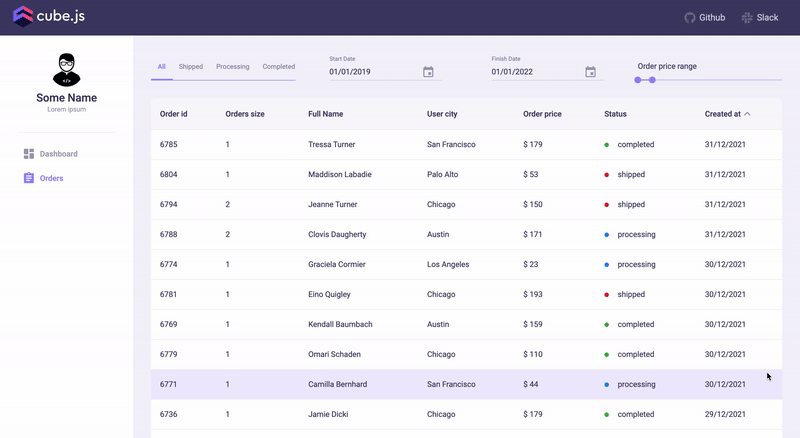 cube.js
Github
Slack
Some Name
Lorem ipsum
Dashboard
Orders
All Shipped Processing Completed
Start Date
01/01/2019
Finish Date
01/01/2022
Order price range
Order id Orders size Full Name User city Order price Status Created at
6785 1 Tressa Turner San Francisco $ 179 completed 31/12/2021
6804 1 Maddison Labadie Palo Alto $ 53 shipped 31/12/2021
6794 2 Jeanne Turner Chicago $ 150 shipped 31/12/2021
6788 2 Clovis Daugherty Austin $ 171 processing 31/12/2021
6774 1 Graciela Cormier Los Angeles $ 23 processing 30/12/2021
6781 1 Eino Quigley Chicago $ 193 shipped 30/12/2021
6769 1 Kendall Baumbach Austin $ 159 completed 30/12/2021
6779 1 Omari Schaden Chicago $ 110 completed 30/12/2021
6771 1 Camilla Bernhard San Francisco $ 44 processing 30/12/2021
6736 1 Jamie Dicki Chicago $ 179 completed 29/12/2021